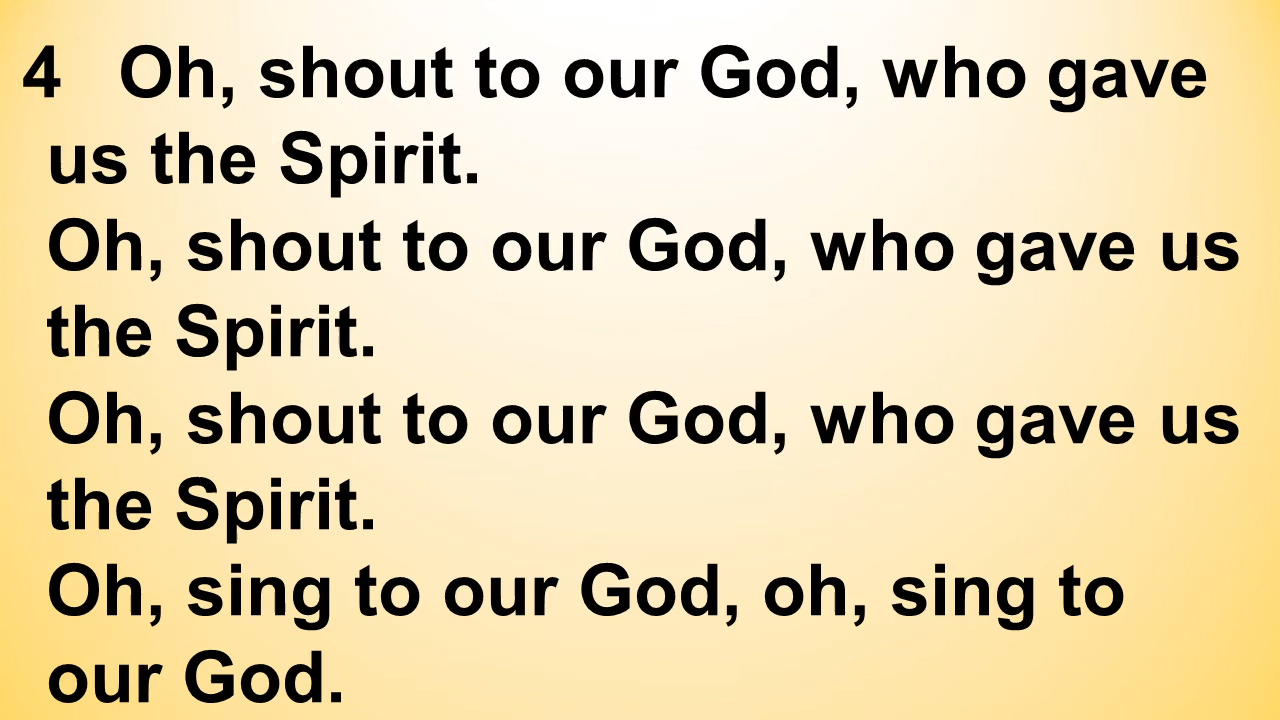 4 Oh, shout to our God, who gave
us the Spirit.
Oh, shout to our God, who gave us
the Spirit.
Oh, shout to our God, who gave us
the Spirit.
Oh, sing to our God, oh, sing to
our God.